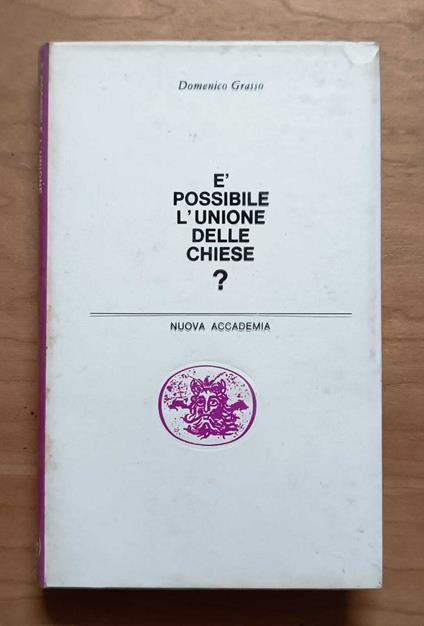 Domenico Grasso
E'
POSSIBILE
L'UNIONE
DELLE
CHIESE
?
NUOVA ACCADEMIA